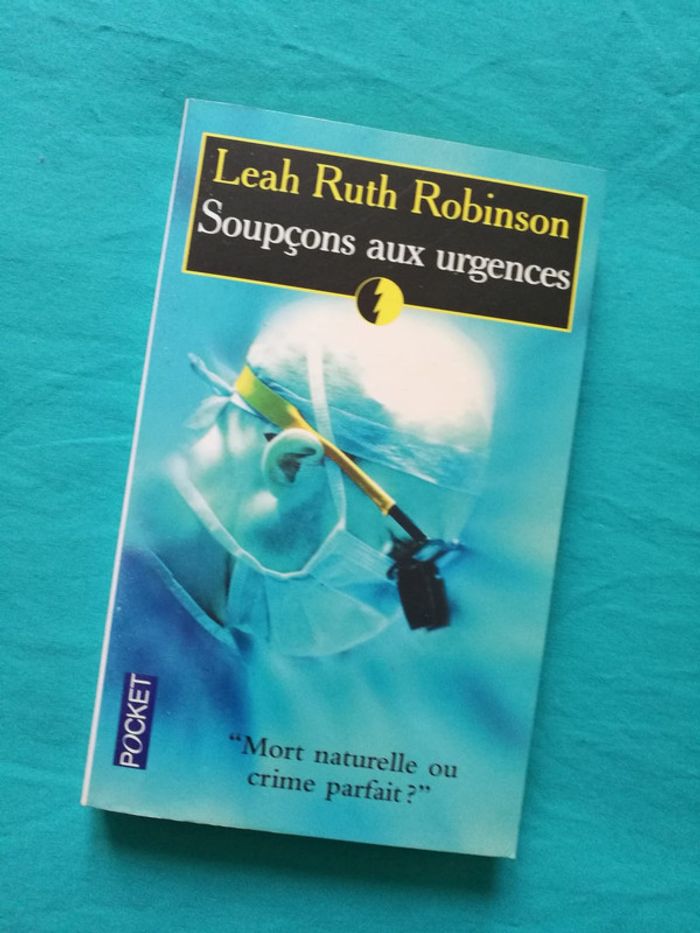 Leah Ruth Robinson
Soupçons aux urgences
POCKET
“Mort naturelle ou
crime parfait?”